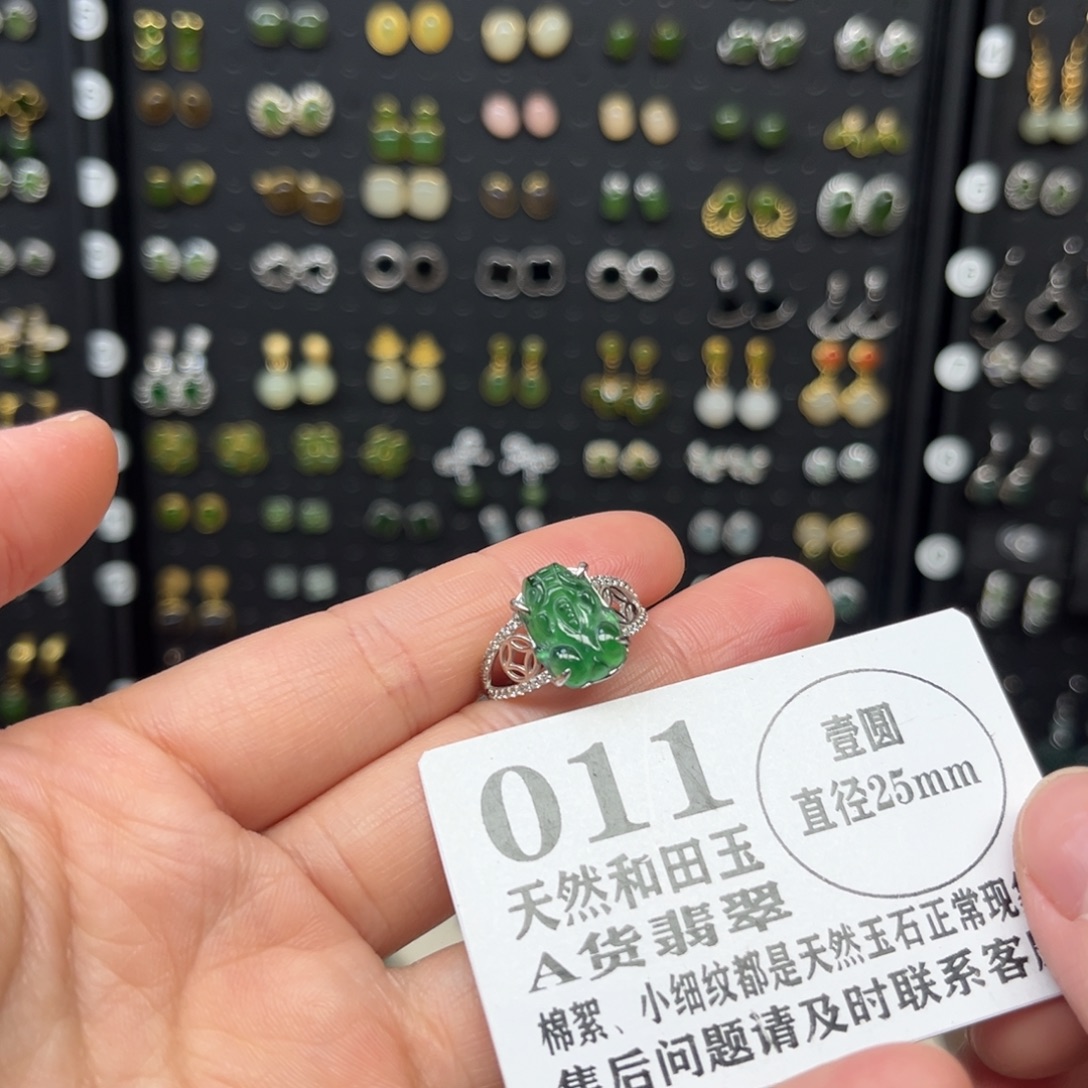 011
壹圆
直径25mm
天然和田玉
A货翡翠
棉絮、小细纹都是天然玉石正常现
售后问题请及时联系客